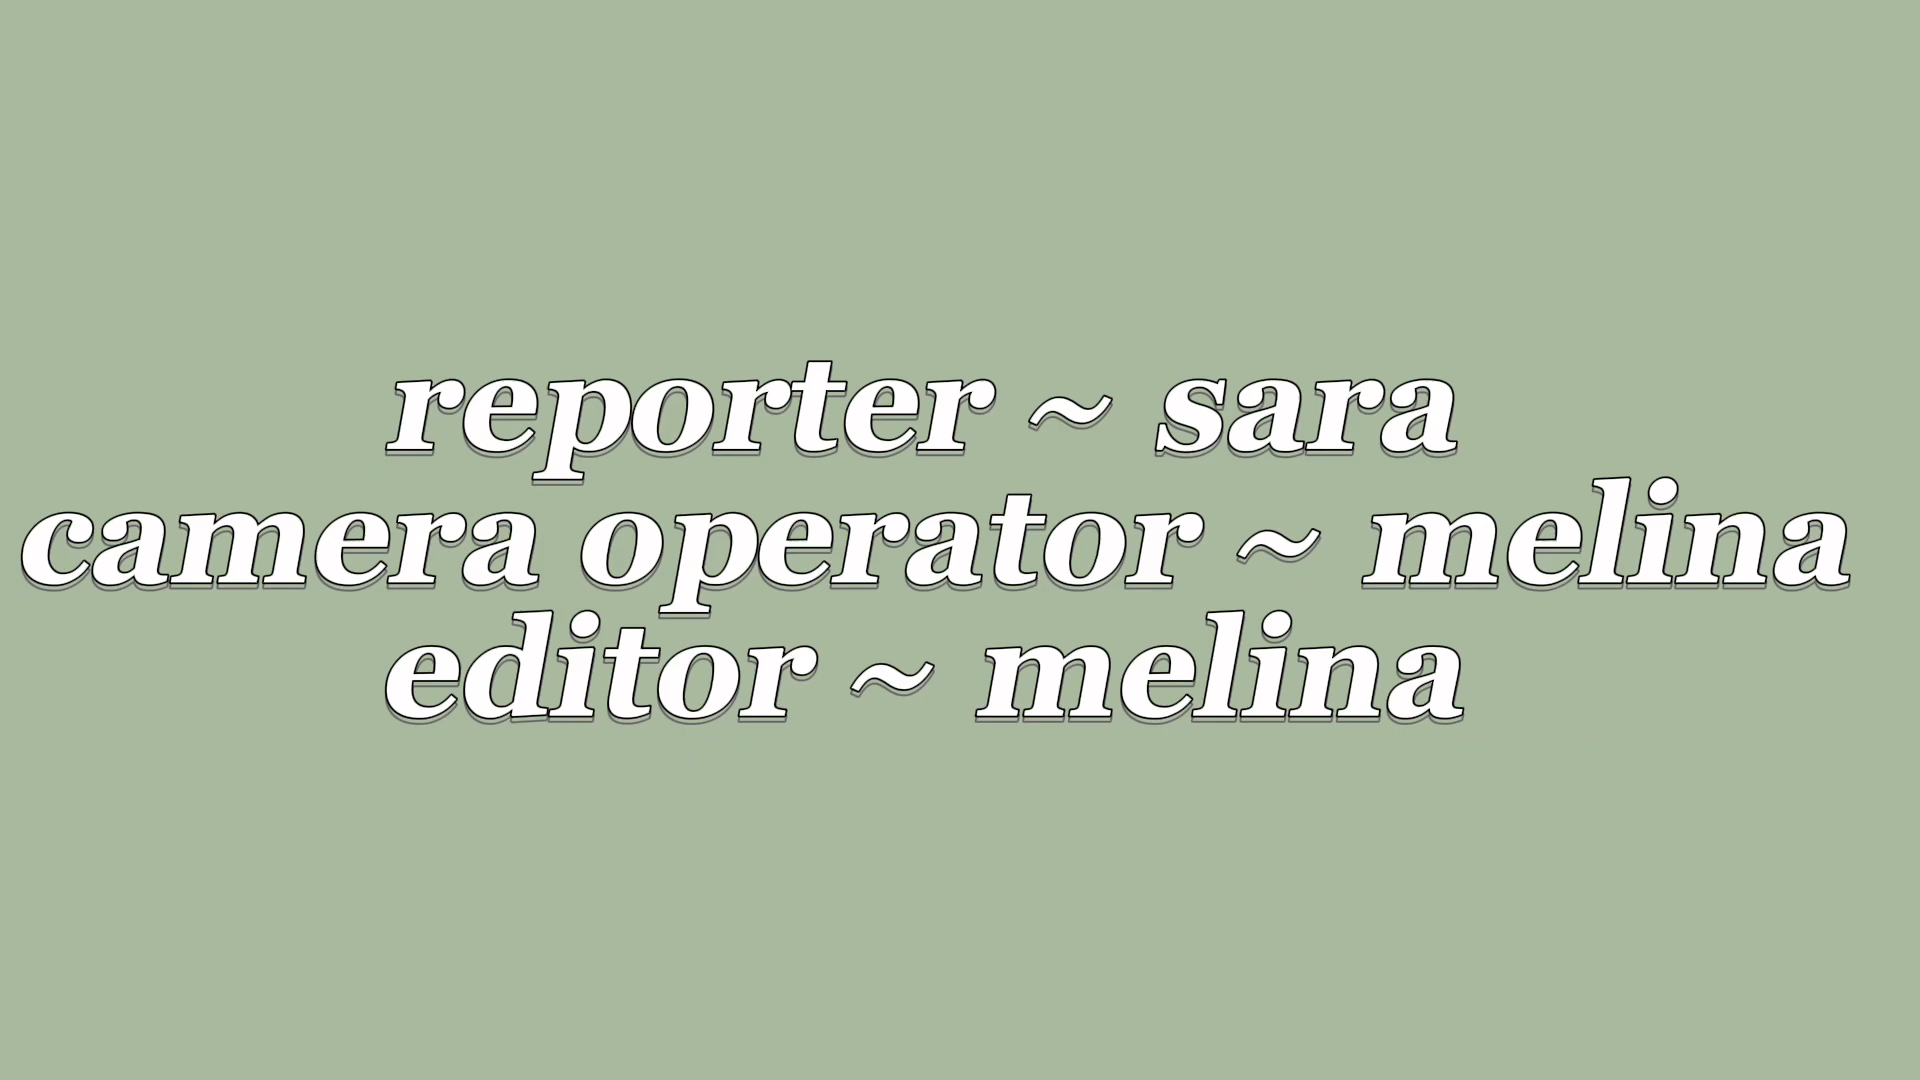 reporter ~ sara
camera operator ~ melina
editor ~ melina